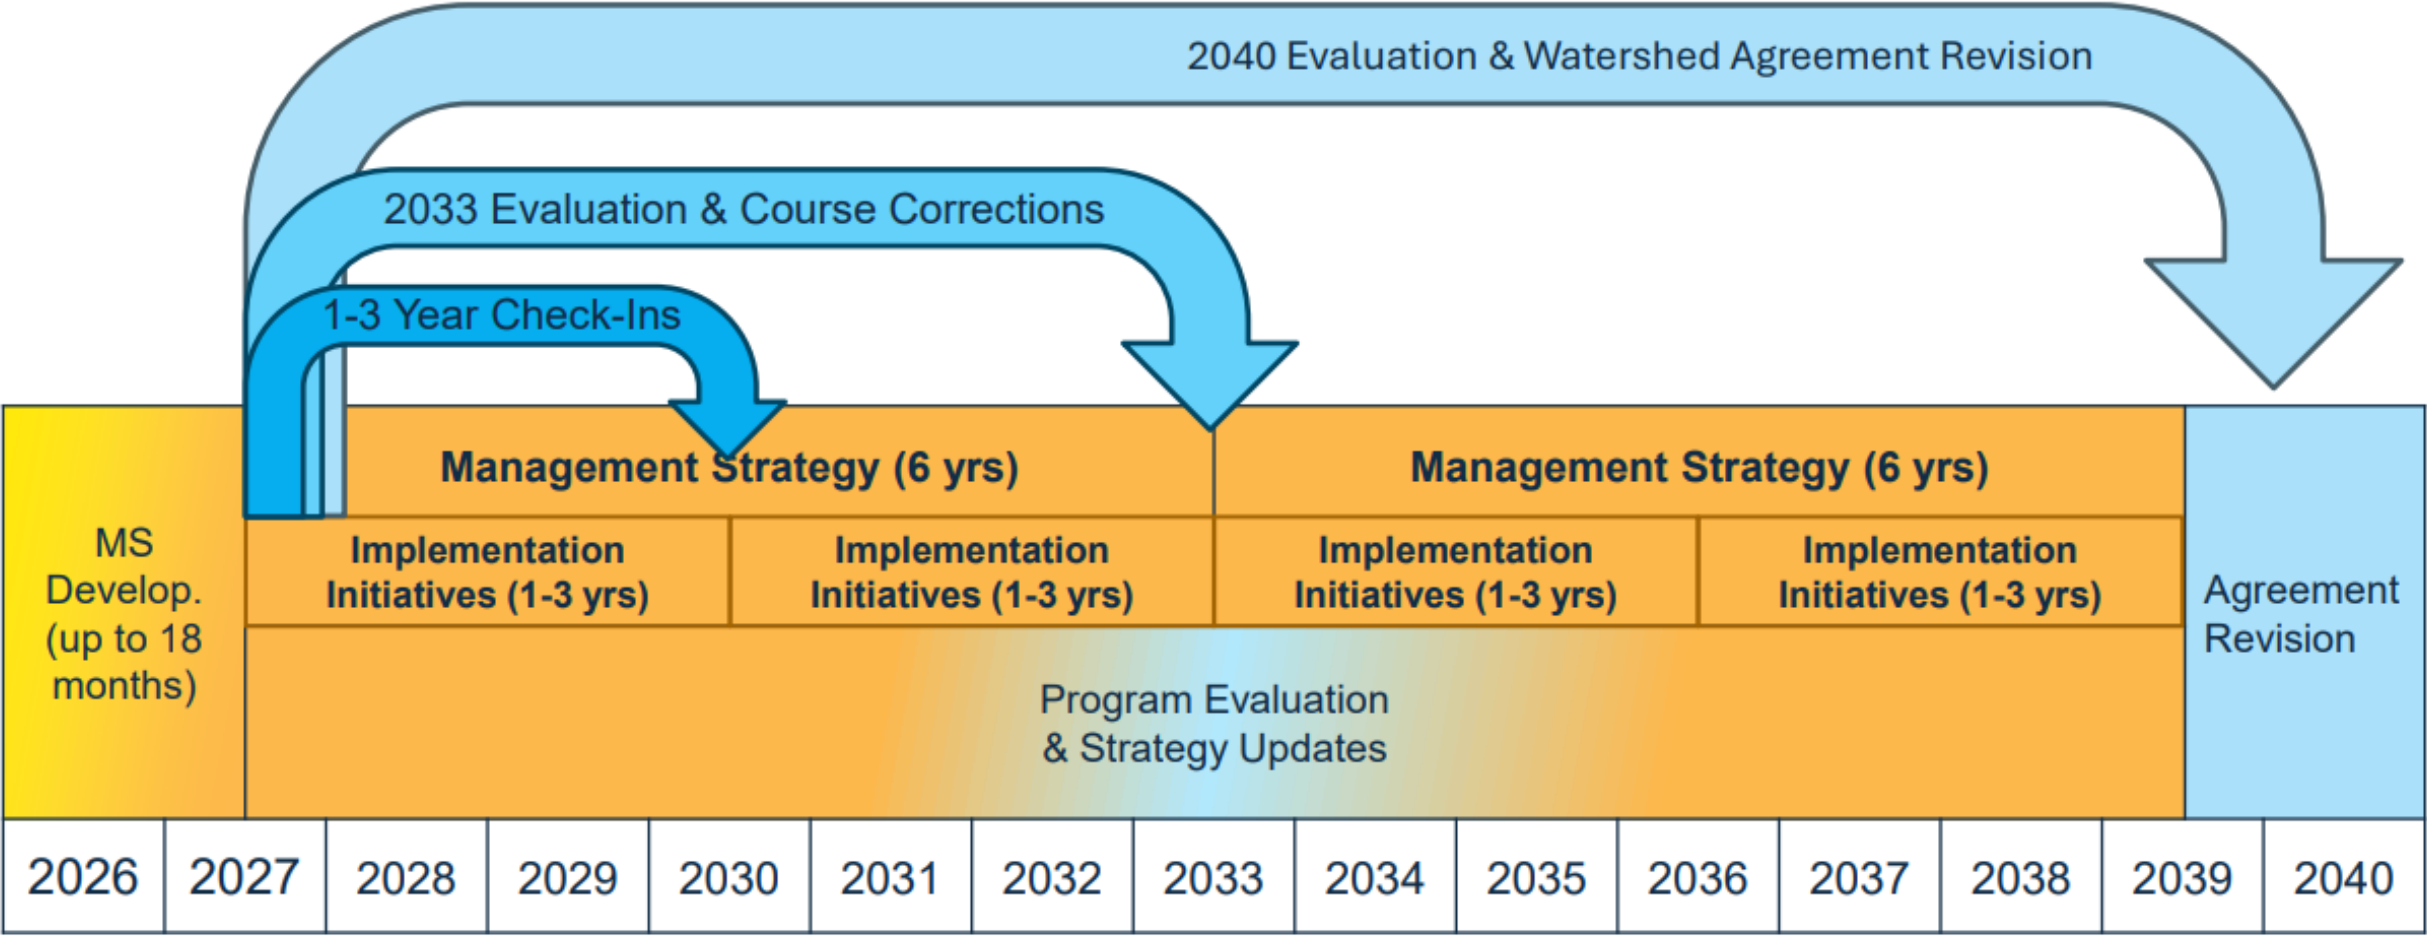 2040 Evaluation & Watershed Agreement Revision
2033 Evaluation & Course Corrections
1-3 Year Check-Ins
Management Strategy (6 yrs)
Management Strategy (6 yrs)
MS
Develop.
(up to 18
months)
Implementation
Initiatives (1-3 yrs)
Implementation
Initiatives (1-3 yrs)
Implementation
Initiatives (1-3 yrs)
Implementation
Initiatives (1-3 yrs)
Agreement
Revision
Program Evaluation
& Strategy Updates
2026 2027 2028 2029 2030 2031 2032 2033 2034 2035 2036 2037 2038 2039 2040